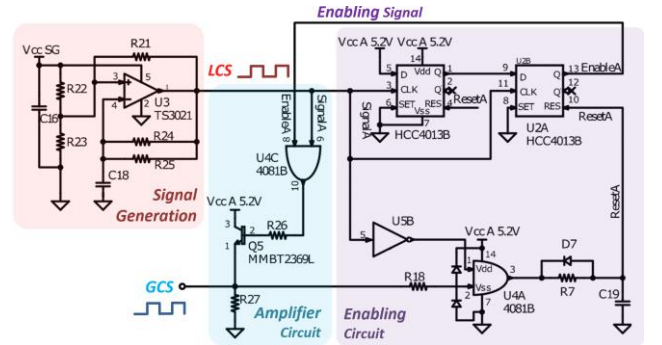 Enabling Signal
Vcc SG
R21
R22
C16
R23
3
4
5
2
1
U3
TS3021
R24
R25
C18
Signal
Generation
LCS
EnableA
SignalA
8
6
U4C
4081B
10
Vcc A 5.2V
3
2
1
R26
Q5
MMBT2369L
GCS
R27
Amplifier
Circuit
Vcc A 5.2V
Vcc A 5.2V
14
5
D
Vdd
Q
1
3
CLK
Q
2
6
SET
RES
4
Vss
7
ResetA
SignalA
HCC4013B
U2B
9
D
Q
13
EnableA
11
CLK
Q
12
8
SET
RES
10
ResetA
U2A
HCC4013B
ResetA
5
U5B
Vcc A 5.2V
14
1
Vdd
3
2
Vss
7
U4A
4081B
R18
D7
R7
C19
Enabling
Circuit